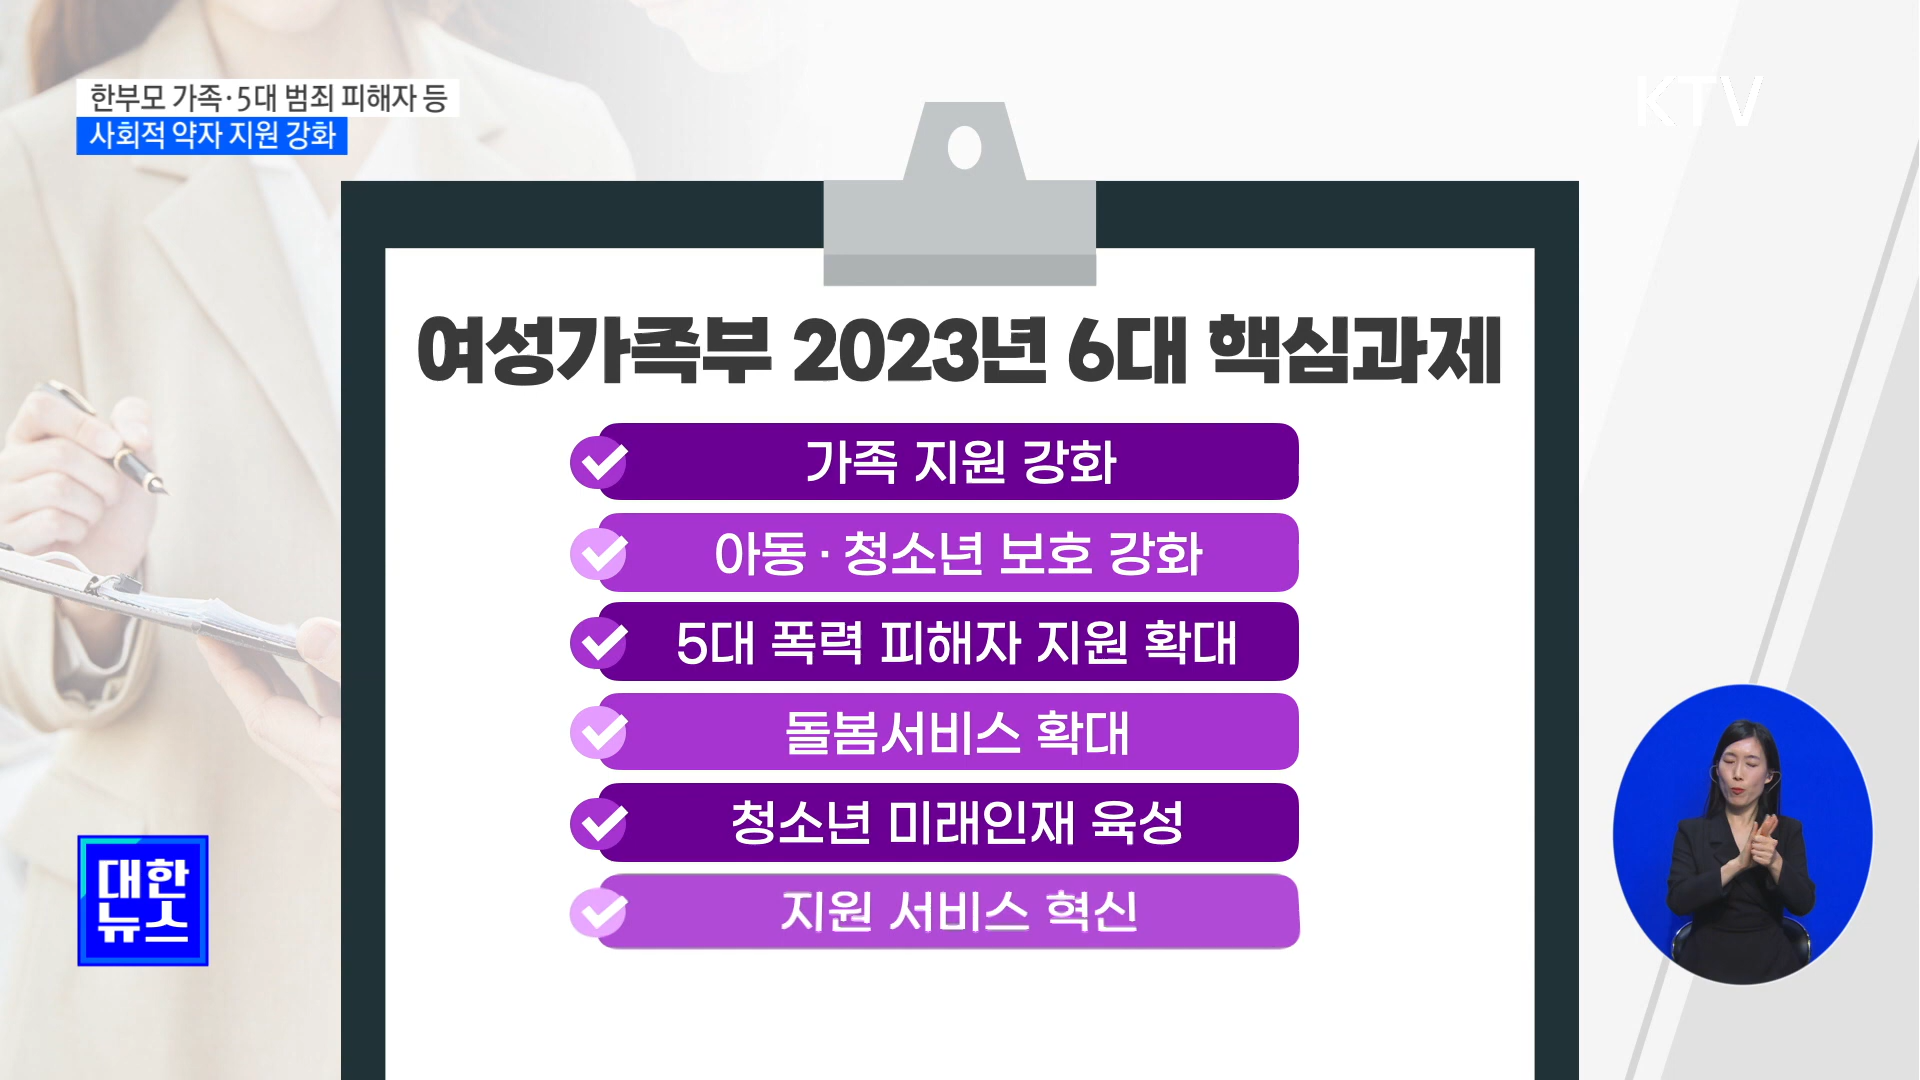 한부모 가족·5대 범죄 피해자 등
사회적 약자 지원 강화
KTV
여성가족부 2023년 6대 핵심과제
가족 지원 강화
아동·청소년 보호 강화
5대 폭력 피해자 지원 확대
돌봄서비스 확대
청소년 미래인재 육성
지원 서비스 혁신
대한
뉴스